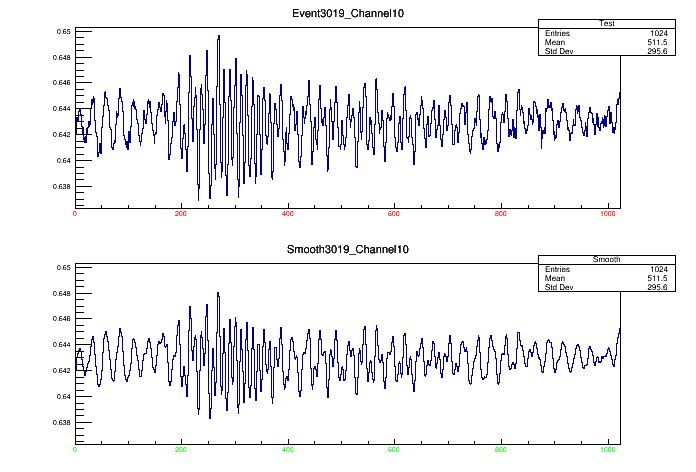 Event3019_Channel10
Test
Entries 1024
Mean 511.5
Std Dev 295.6
0.65
0.648
0.646
0.644
0.642
0.64
0.638
0 200 400 600 800 1000
Smooth3019_Channel10
Smooth
Entries 1024
Mean 511.5
Std Dev 295.6
0.65
0.648
0.646
0.644
0.642
0.64
0.638
0 200 400 600 800 1000